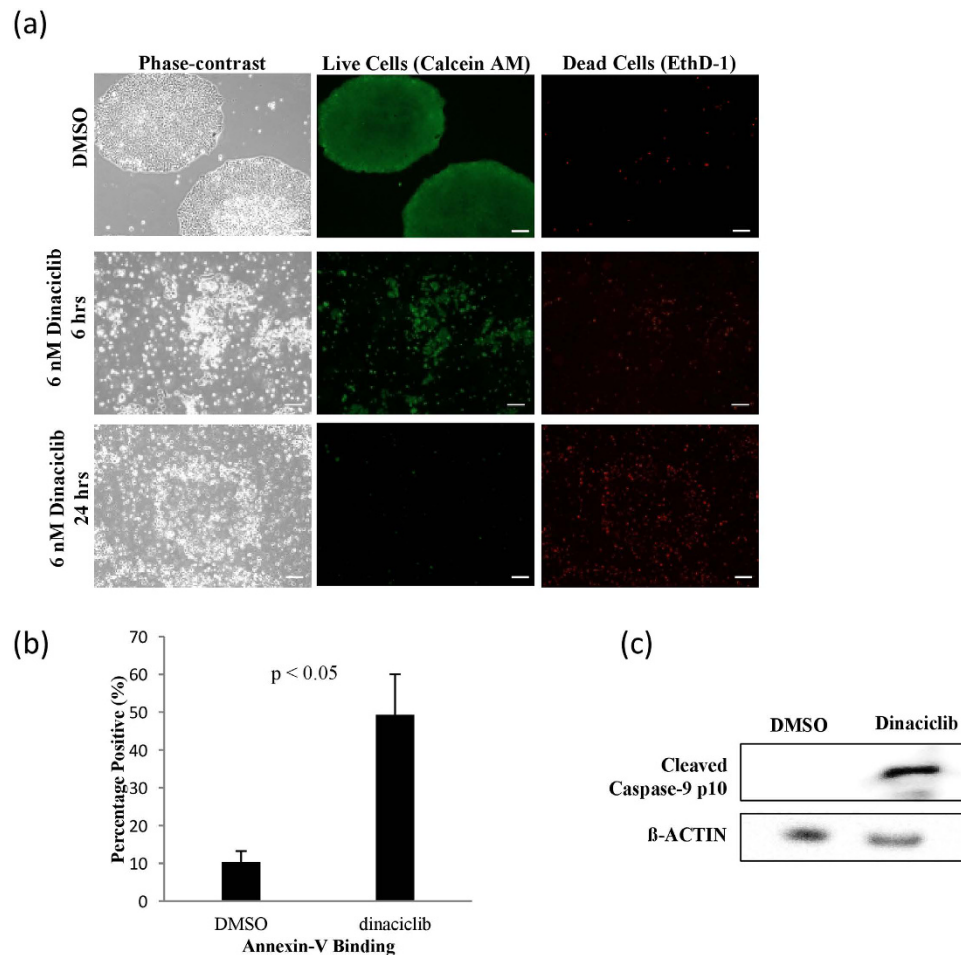 (a)
Phase-contrast
Live Cells (Calcein AM)
Dead Cells (EthD-1)
DMSO
6 nM Dinaciclib
6 hrs
6 nM Dinaciclib
24 hrs
(b)
Percentage Positive (%)
70
60
50
40
30
20
10
0
p < 0.05
DMSO
dinaciclib
Annexin-V Binding
(c)
DMSO
Dinaciclib
Cleaved
Caspase-9 p10
ß-ACTIN